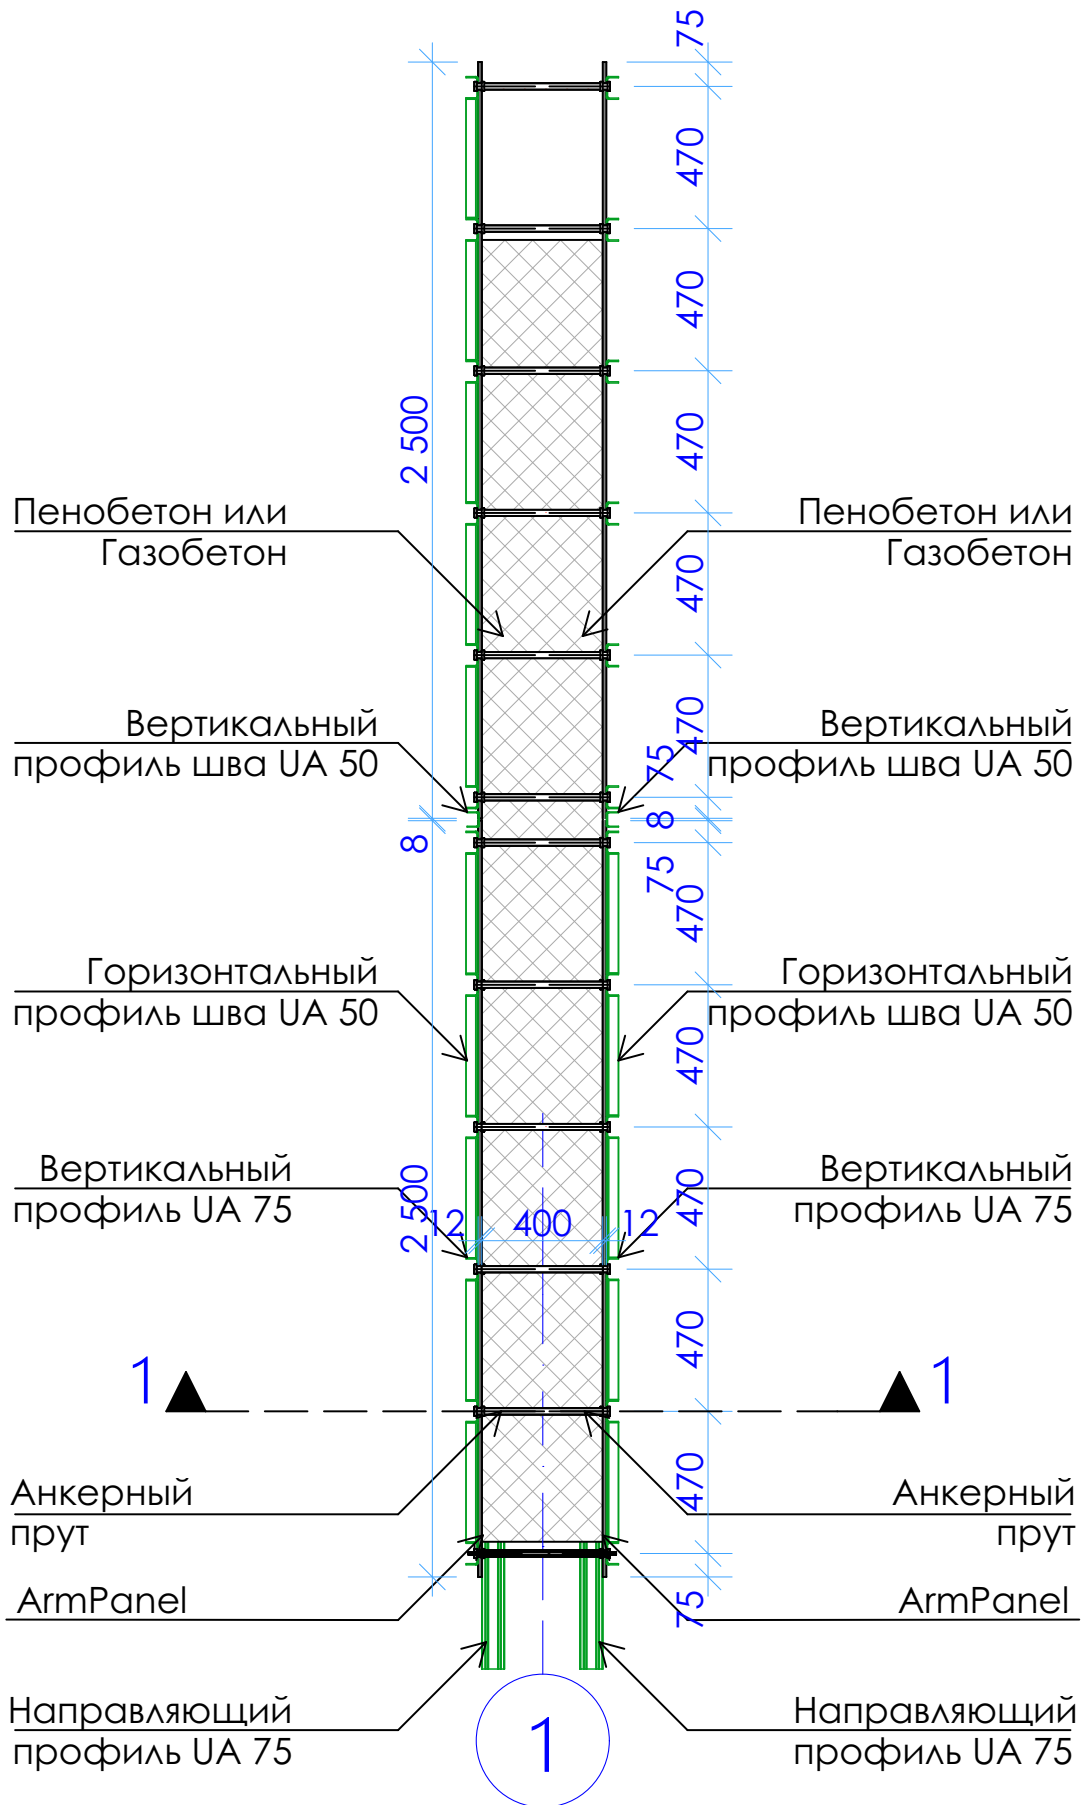 75
470
470
2 500
470
Пенобетон или
Газобетон
Пенобетон или
Газобетон
470
Вертикальный
профиль шва UA 50
470
75
Вертикальный
профиль шва UA 50
8
8
75
470
Горизонтальный
профиль шва UA 50
Горизонтальный
профиль шва UA 50
470
Вертикальный
профиль UA 75
2 500
12
400
12
470
Вертикальный
профиль UA 75
470
1
1
470
Анкерный
прут
Анкерный
прут
ArmPanel
75
ArmPanel
Направляющий
профиль UA 75
1
Направляющий
профиль UA 75